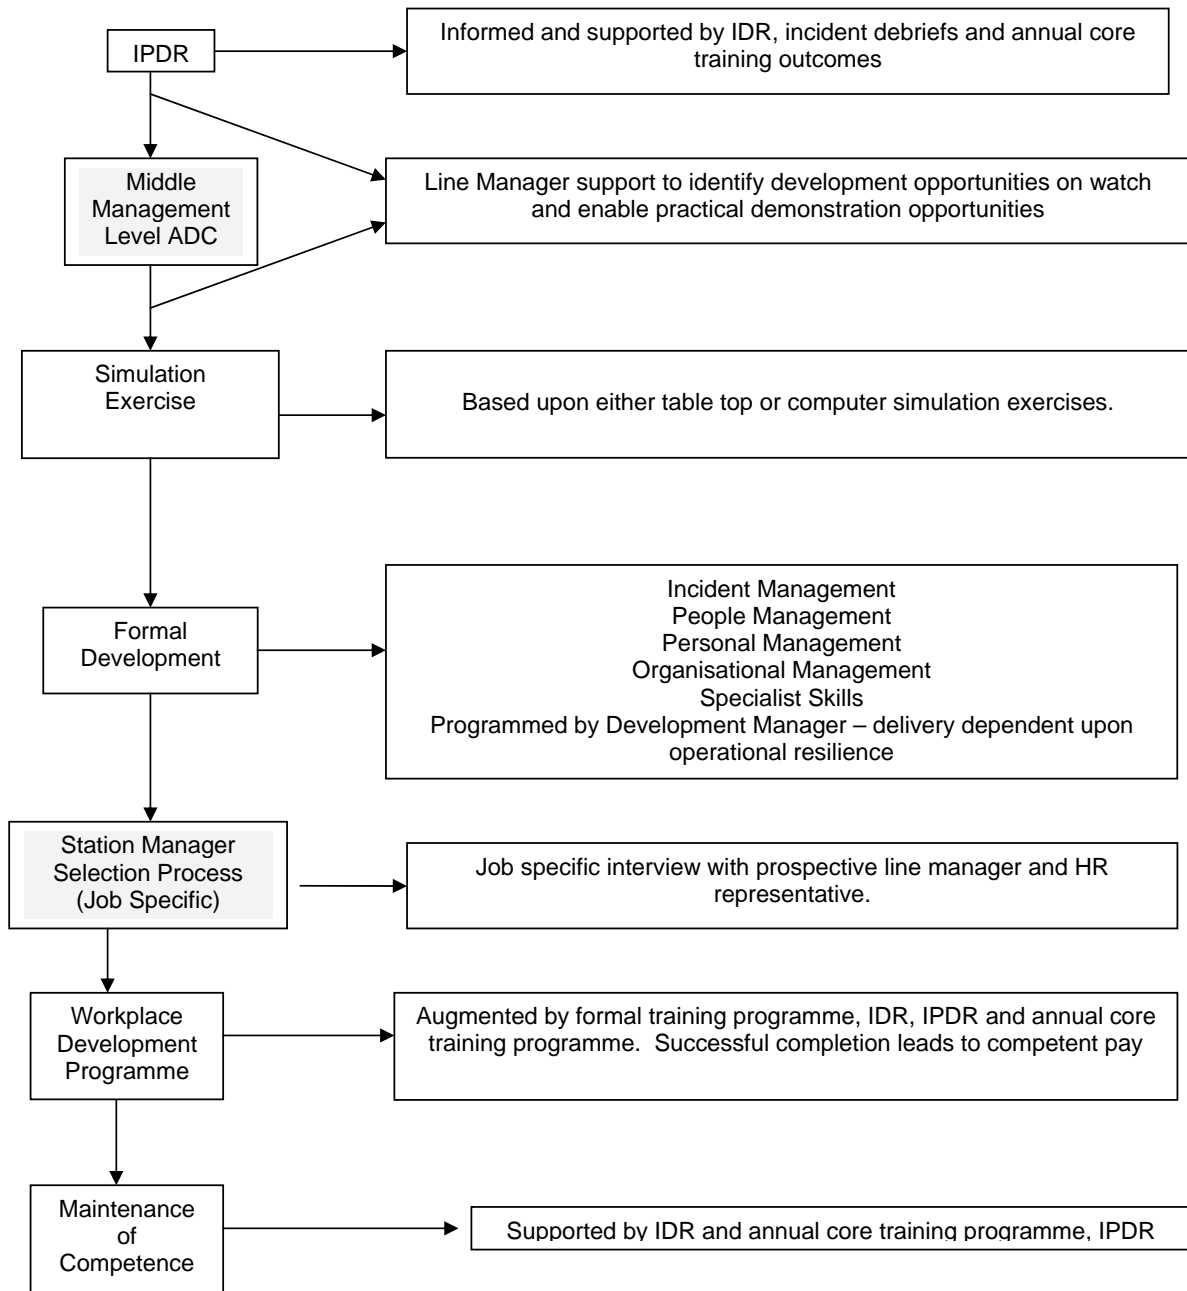 IPDR
Informed and supported by IDR, incident debriefs and annual core
training outcomes
Middle
Management
Level ADC
Line Manager support to identify development opportunities on watch
and enable practical demonstration opportunities
Simulation
Exercise
Based upon either table top or computer simulation exercises.
Formal
Development
Incident Management
People Management
Personal Management
Organisational Management
Specialist Skills
Programmed by Development Manager – delivery dependent upon
operational resilience
Station Manager
Selection Process
(Job Specific)
Job specific interview with prospective line manager and HR
representative.
Workplace
Development
Programme
Augmented by formal training programme, IDR, IPDR and annual core
training programme.  Successful completion leads to competent pay
Maintenance
of
Competence
Supported by IDR and annual core training programme, IPDR